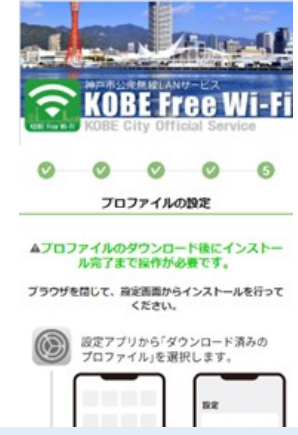 神戸市公衆無線LANサービス
KOBE Free Wi-Fi
KOBE Free Wi-Fi
KOBE City Official Service
5
プロファイルの設定
⚠プロファイルのダウンロード後にインストー
ル完了まで操作が必要です。
ブラウザを閉じて、設定画面からインストールを行って
ください。
設定アプリから「ダウンロード済みの
プロファイル」を選択します。
設定